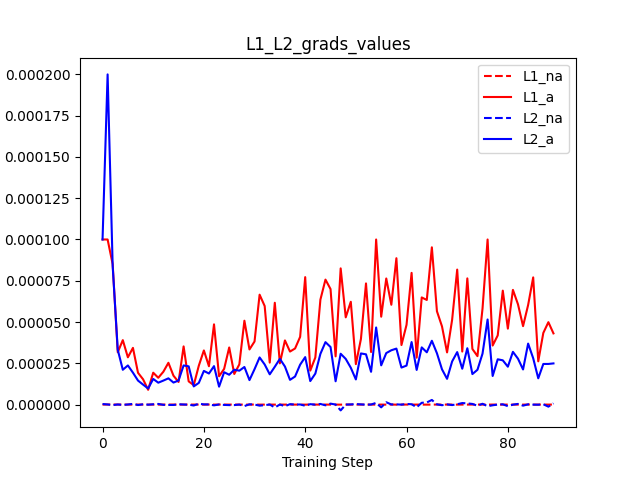 L1_L2_grads_values
L1_na
L1_a
L2_na
L2_a
0.000200
0.000175
0.000150
0.000125
0.000100
0.000075
0.000050
0.000025
0.000000
0 20 40 60 80
Training Step